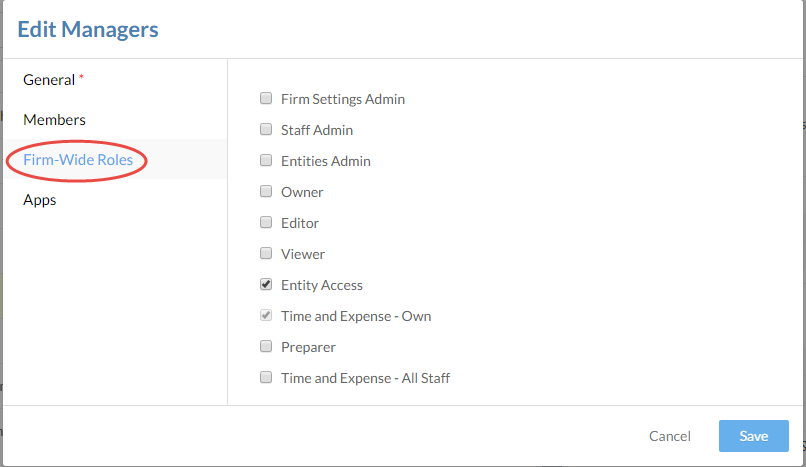 Edit Managers
General *
Members
Firm-Wide Roles
Apps
Firm Settings Admin
Staff Admin
Entities Admin
Owner
Editor
Viewer
Entity Access
Time and Expense - Own
Preparer
Time and Expense - All Staff
Cancel
Save